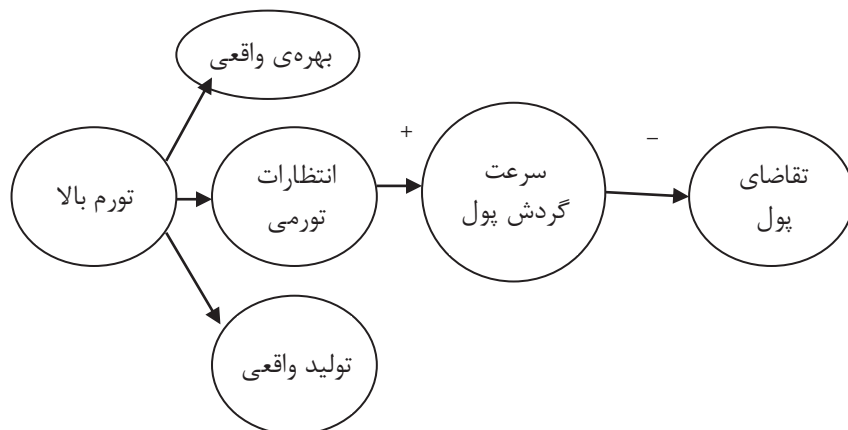 بهره‌ی واقعی
+
–
تورم بالا
انتظارات
تورمی
سرعت
گردش پول
تقاضای
پول
تولید واقعی